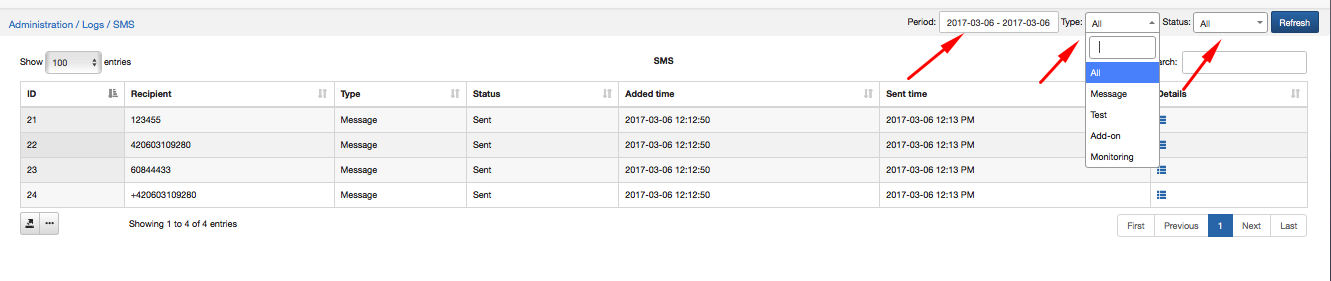 Administration / Logs / SMS
Period: 2017-03-06 - 2017-03-06 Type: All Status: All Refresh
Show 100 entries
SMS
arch:
All
Message
Test
Add-on
Monitoring
ID Recipient Type Status Added time Sent time Details
21 123455 Message Sent 2017-03-06 12:12:50 2017-03-06 12:13 PM
22 420603109280 Message Sent 2017-03-06 12:12:50 2017-03-06 12:13 PM
23 60844433 Message Sent 2017-03-06 12:12:50 2017-03-06 12:13 PM
24 +420603109280 Message Sent 2017-03-06 12:12:50 2017-03-06 12:13 PM
Showing 1 to 4 of 4 entries
First Previous 1 Next Last